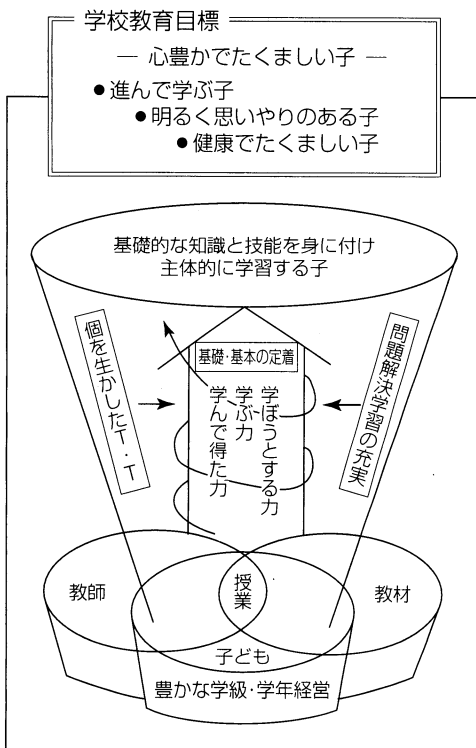 学校教育目標
― 心豊かでたくましい子 ―
●進んで学ぶ子
●明るく思いやりのある子
●健康でたくましい子
基礎的な知識と技能を身に付け
主体的に学習する子
個を生かしたT・T
基礎・基本の定着
問題解決学習の充実
学ぼうとする力
学ぶ力
学んで得た力
教師
授業
教材
子ども
豊かな学級・学年経営